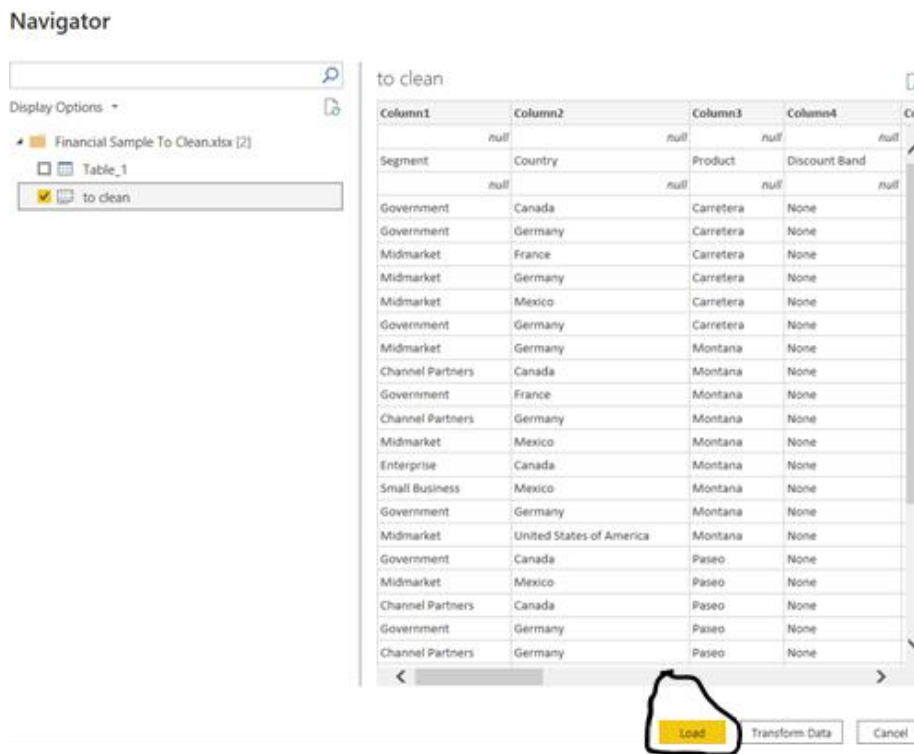 Navigator
to clean
Display Options
Financial Sample To Clean.xlsx [2]
Table_1
to clean
Column1 Column2 Column3 Column4
null null null null
Segment Country Product Discount Band
null null null null
Government Canada Carretera None
Government Germany Carretera None
Midmarket France Carretera None
Midmarket Germany Carretera None
Midmarket Mexico Carretera None
Government Germany Carretera None
Midmarket Germany Montana None
Channel Partners Canada Montana None
Government France Montana None
Channel Partners Germany Montana None
Midmarket Mexico Montana None
Enterprise Canada Montana None
Small Business Mexico Montana None
Government Germany Montana None
Midmarket United States of America Montana None
Government Canada Paseo None
Midmarket Mexico Paseo None
Channel Partners Canada Paseo None
Government Germany Paseo None
Channel Partners Germany Paseo None
Load Transform Data Cancel